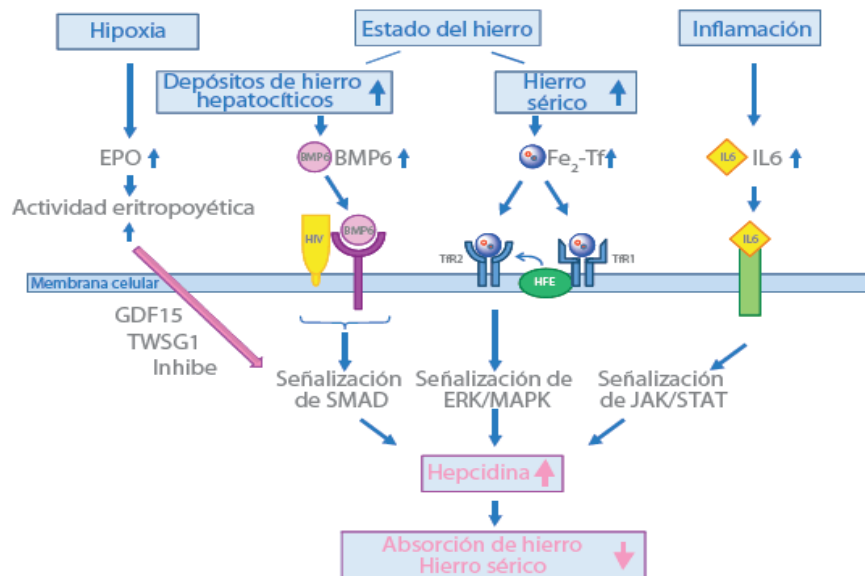 Hipoxia
Estado del hierro
Inflamación
Depósitos de hierro
hepatocíticos
Hierro
sérico
EPO
BMP6
BMP6
Fe2-Tf
IL6
IL6
Actividad eritropoyética
HIV
BMP6
TfR2
TfR1
HFE
IL6
Membrana celular
GDF15
TWSG1
Inhibe
Señalización
de SMAD
Señalización de
ERK/MAPK
Señalización
de JAK/STAT
Hepcidina
Absorción de hierro
Hierro sérico